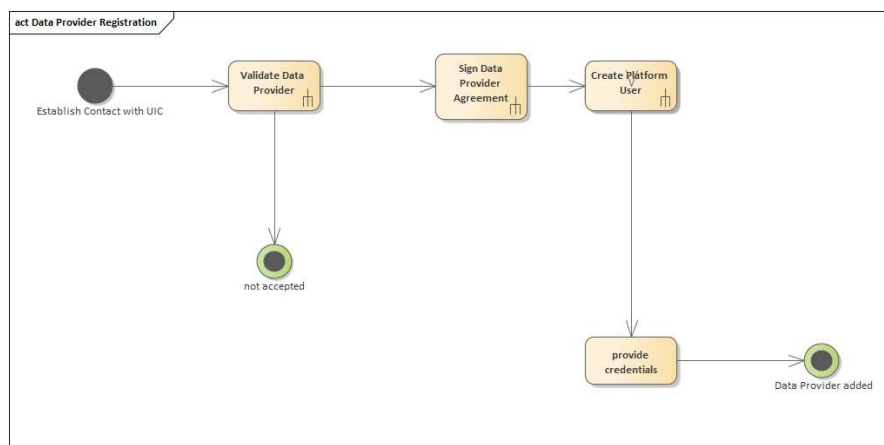 act Data Provider Registration
Validate Data
Provider
Sign Data
Provider
Agreement
Create Platform
User
Establish Contact with UIC
not accepted
provide
credentials
Data Provider added